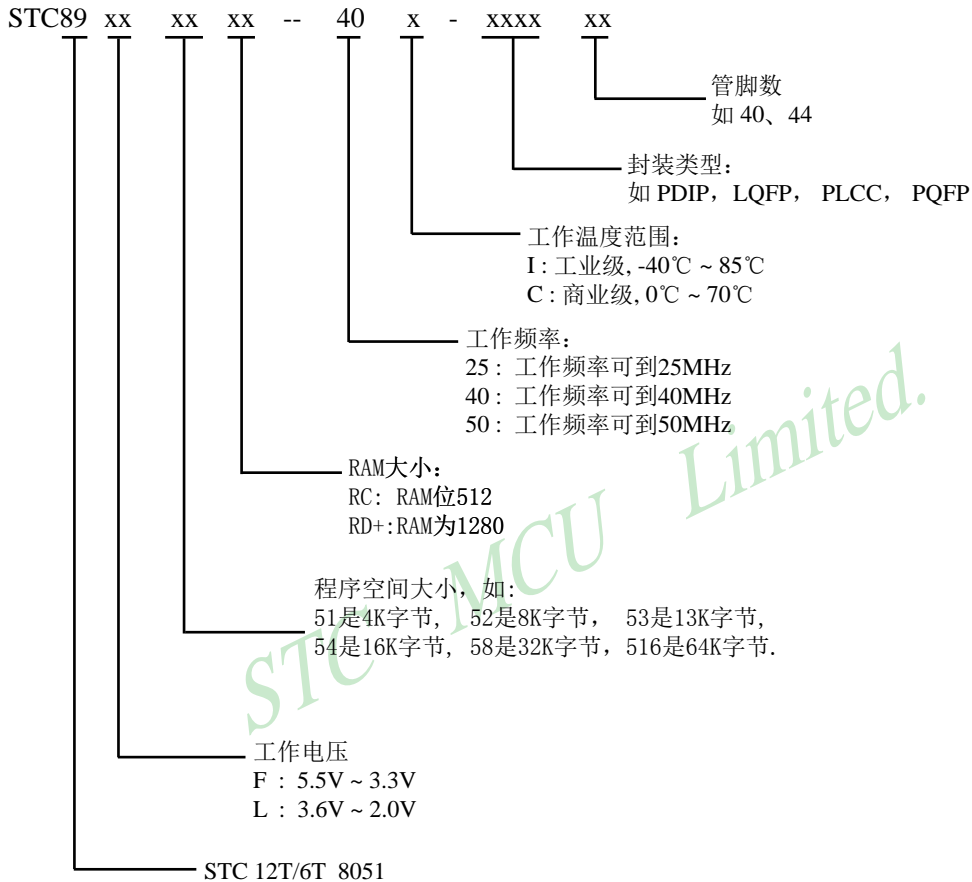 STC89 xx xx xx -- 40 x - xxxx xx
管脚数
如 40、44
封装类型：
如 PDIP，LQFP， PLCC， PQFP
工作温度范围：
I : 工业级, -40℃ ~ 85℃
C : 商业级, 0℃ ~ 70℃
工作频率：
25 : 工作频率可到25MHz
40 : 工作频率可到40MHz
50 : 工作频率可到50MHz
RAM大小：
RC: RAM位512
RD+:RAM为1280
程序空间大小，如:
51是4K字节, 52是8K字节， 53是13K字节,
54是16K字节, 58是32K字节，516是64K字节.
工作电压
F : 5.5V ~ 3.3V
L : 3.6V ~ 2.0V
STC 12T/6T 8051
STC MCU Limited.